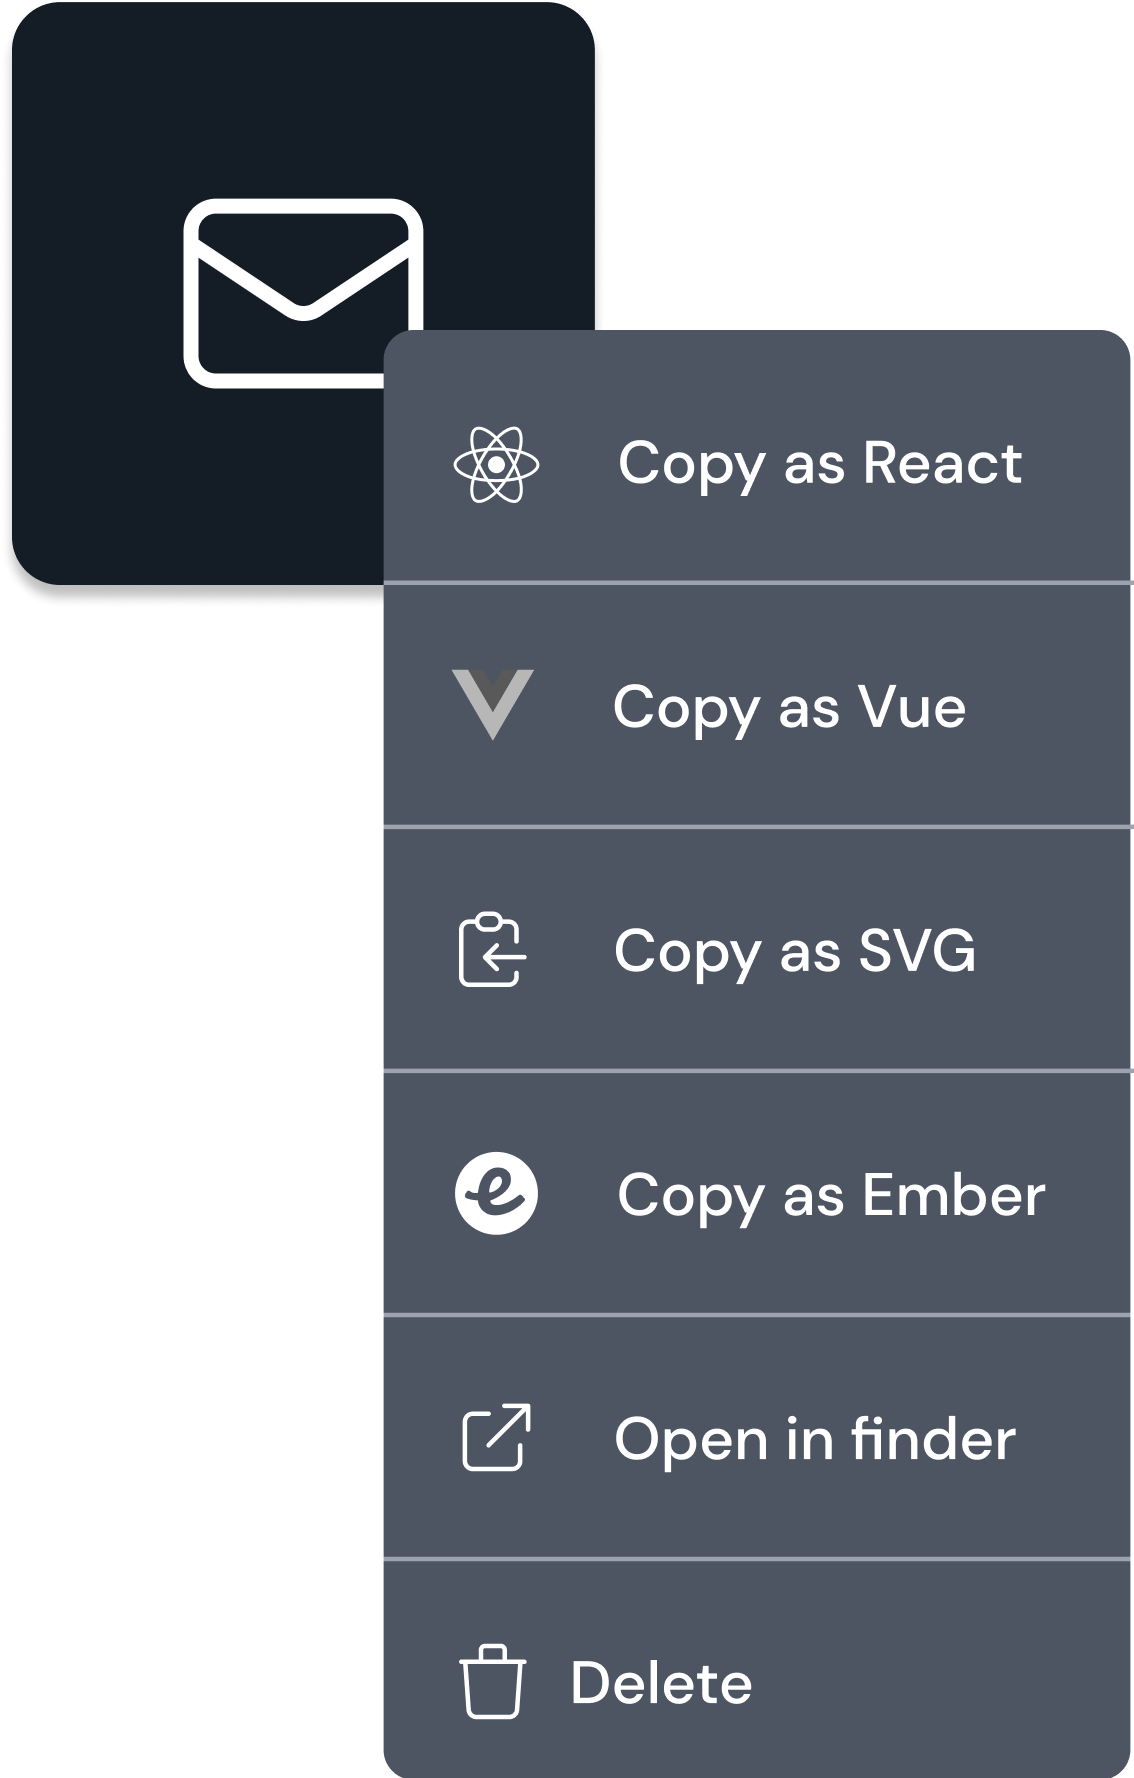 Copy as React
Copy as Vue
Copy as SVG
Copy as Ember
Open in finder
Delete